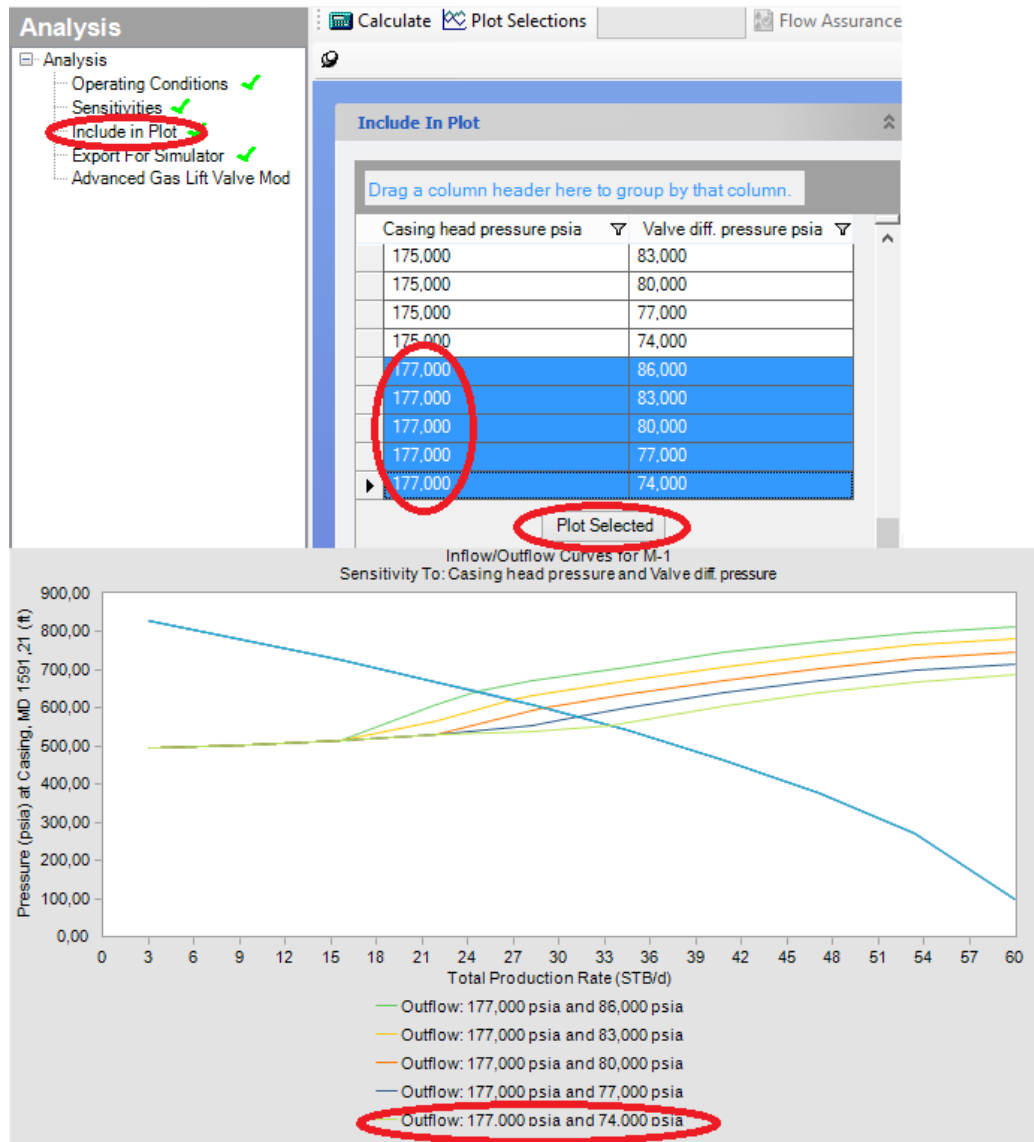 Analysis
Calculate Plot Selections Flow Assurance
Analysis
Operating Conditions
Sensitivities
Include in Plot
Export For Simulator
Advanced Gas Lift Valve Mod
Include In Plot
Drag a column header here to group by that column.
Casing head pressure psia Valve diff. pressure psia
175,000 83,000
175,000 80,000
175,000 77,000
175,000 74,000
177,000 86,000
177,000 83,000
177,000 80,000
177,000 77,000
177,000 74,000
Plot Selected
Inflow/Outflow Curves for M-1
Sensitivity To: Casing head pressure and Valve diff. pressure
Pressure (psia) at Casing, MD 1591,21 (ft)
900,00
800,00
700,00
600,00
500,00
400,00
300,00
200,00
100,00
0,00
0 3 6 9 12 15 18 21 24 27 30 33 36 39 42 45 48 51 54 57 60
Total Production Rate (STB/d)
Outflow: 177,000 psia and 86,000 psia
Outflow: 177,000 psia and 83,000 psia
Outflow: 177,000 psia and 80,000 psia
Outflow: 177,000 psia and 77,000 psia
Outflow: 177,000 psia and 74,000 psia